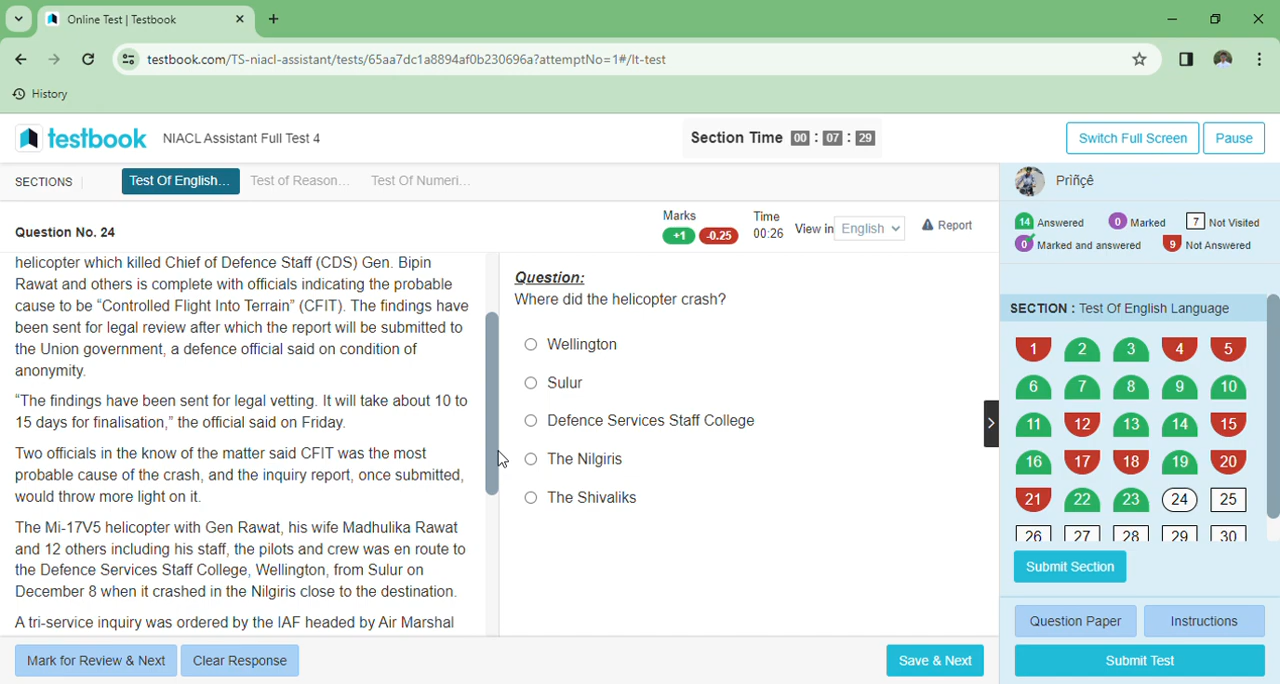 Online Test | Testbook
testbook.com/TS-niacl-assistant/tests/65aa7dc1a8894af0b230696a?attemptNo=1#/lt-test
History
testbook NIACL Assistant Full Test 4
Section Time 00 : 07 : 29
Switch Full Screen Pause
SECTIONS Test Of English... Test of Reason... Test Of Numeri...
Prìñçê
Question No. 24
Marks
+1 -0.25
Time
00:26
View in English
Report
14 Answered 0 Marked 7 Not Visited
0 Marked and answered 9 Not Answered
helicopter which killed Chief of Defence Staff (CDS) Gen. Bipin
Rawat and others is complete with officials indicating the probable
cause to be “Controlled Flight Into Terrain” (CFIT). The findings have
been sent for legal review after which the report will be submitted to
the Union government, a defence official said on condition of
anonymity.
“The findings have been sent for legal vetting. It will take about 10 to
15 days for finalisation,” the official said on Friday.
Two officials in the know of the matter said CFIT was the most
probable cause of the crash, and the inquiry report, once submitted,
would throw more light on it.
The Mi-17V5 helicopter with Gen Rawat, his wife Madhulika Rawat
and 12 others including his staff, the pilots and crew was en route to
the Defence Services Staff College, Wellington, from Sulur on
December 8 when it crashed in the Nilgiris close to the destination.
A tri-service inquiry was ordered by the IAF headed by Air Marshal
Question:
Where did the helicopter crash?
Wellington
Sulur
Defence Services Staff College
The Nilgiris
The Shivaliks
SECTION : Test Of English Language
1 2 3 4 5
6 7 8 9 10
11 12 13 14 15
16 17 18 19 20
21 22 23 24 25
26 27 28 29 30
Submit Section
Question Paper Instructions
Mark for Review & Next Clear Response Save & Next Submit Test